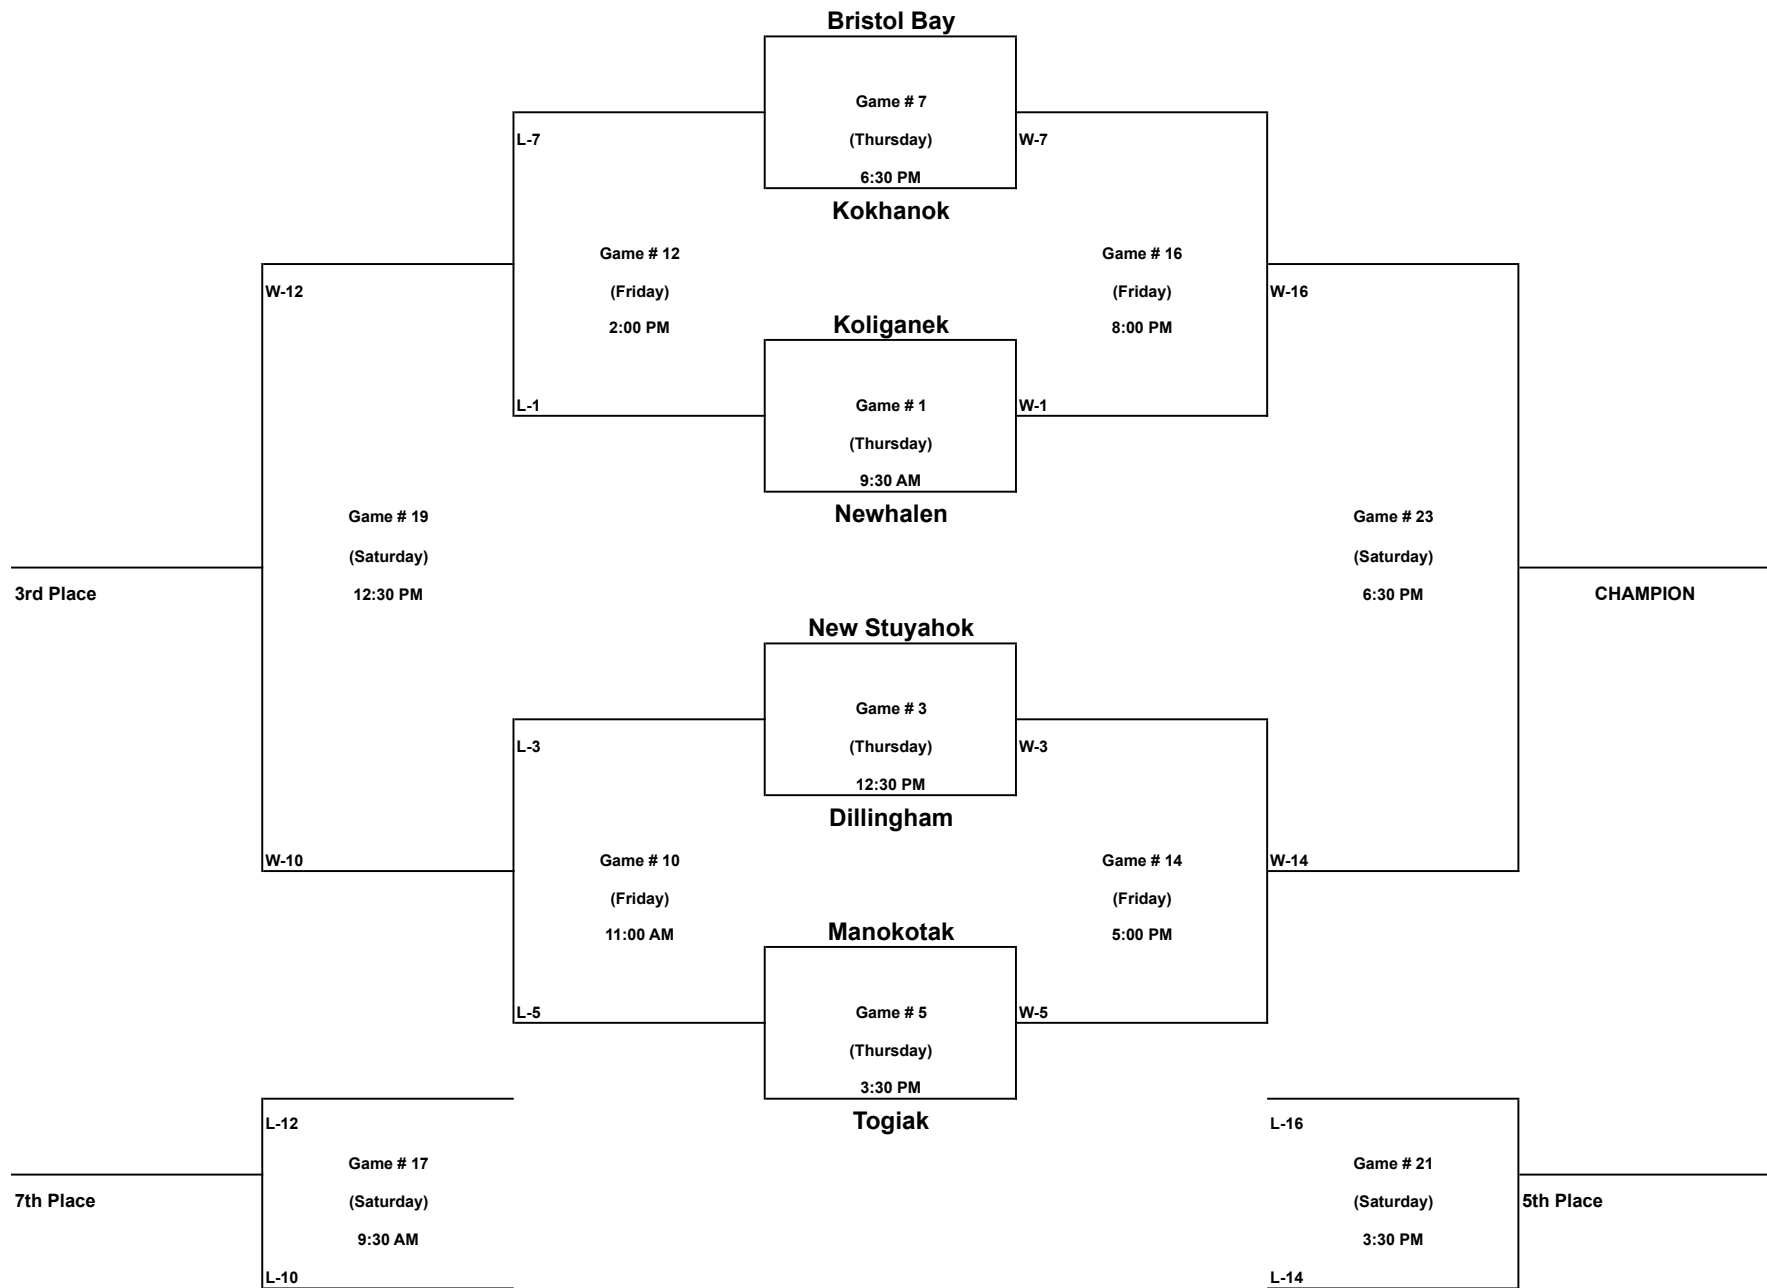 Bristol Bay
Game # 7
L-7
(Thursday)
W-7
6:30 PM
Kokhanok
Game # 12
Game # 16
W-12
(Friday)
(Friday)
W-16
2:00 PM
Koliganek
8:00 PM
L-1
Game # 1
W-1
(Thursday)
9:30 AM
Game # 19
Newhalen
Game # 23
(Saturday)
(Saturday)
3rd Place
12:30 PM
6:30 PM
CHAMPION
New Stuyahok
Game # 3
L-3
(Thursday)
W-3
12:30 PM
Dillingham
W-10
Game # 10
Game # 14
W-14
(Friday)
(Friday)
11:00 AM
Manokotak
5:00 PM
L-5
Game # 5
W-5
(Thursday)
3:30 PM
L-12
Togiak
L-16
Game # 17
Game # 21
7th Place
(Saturday)
(Saturday)
5th Place
9:30 AM
3:30 PM
L-10
L-14